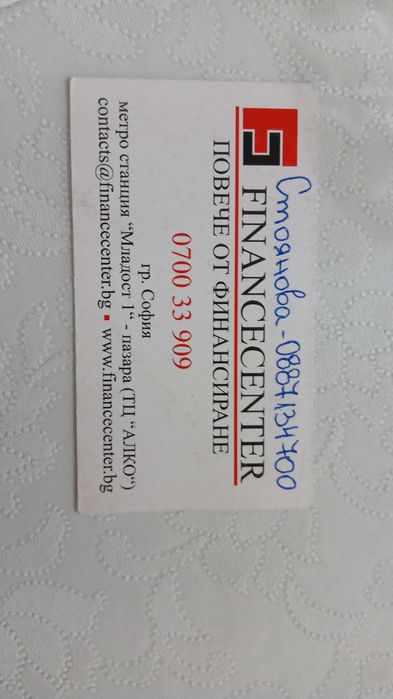 Стоянова - 0887134700
FINANCECENTER
ПОВЕЧЕ ОТ ФИНАНСИРАНЕ
0700 33 909
гр. София
метро станция "Младост 1" - пазара (ТЦ "АЛКО")
contacts@financecenter.bg ▪ www.financecenter.bg